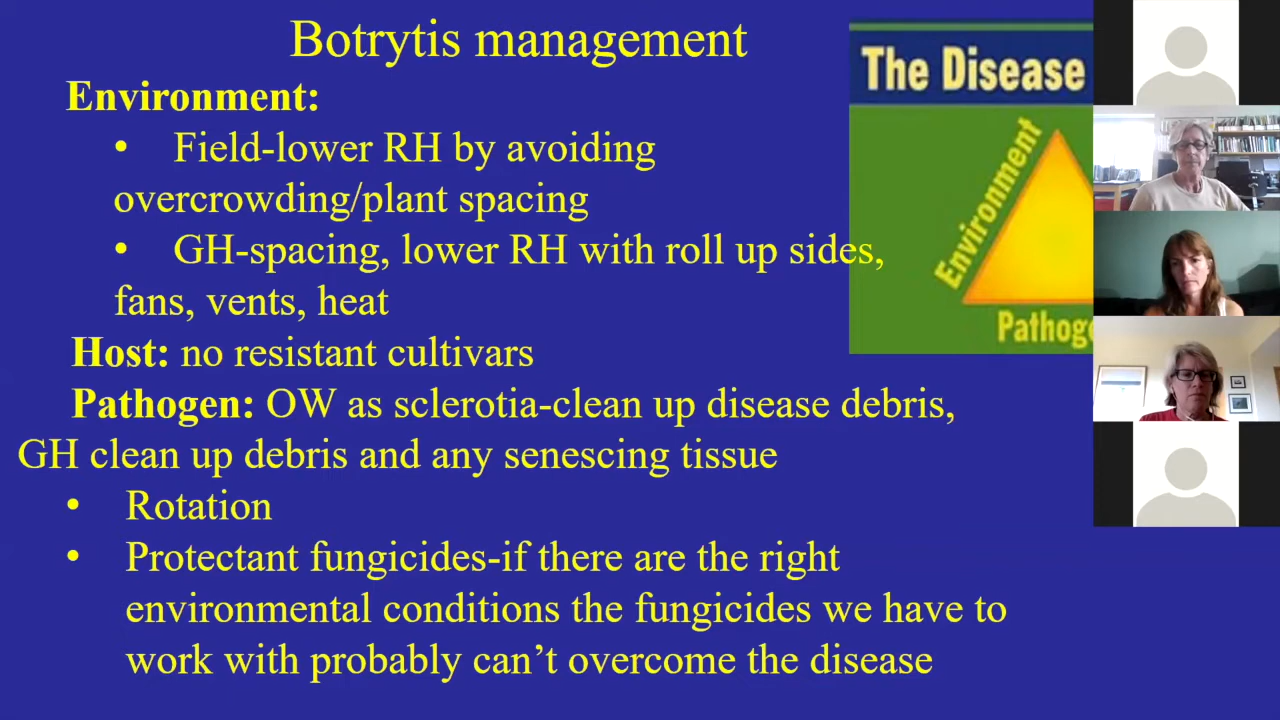 Botrytis management
Environment:
• Field-lower RH by avoiding
overcrowding/plant spacing
• GH-spacing, lower RH with roll up sides,
fans, vents, heat
Host: no resistant cultivars
Pathogen: OW as sclerotia-clean up disease debris,
GH clean up debris and any senescing tissue
• Rotation
• Protectant fungicides-if there are the right
environmental conditions the fungicides we have to
work with probably can’t overcome the disease
The Disease
Environment
Pathoge